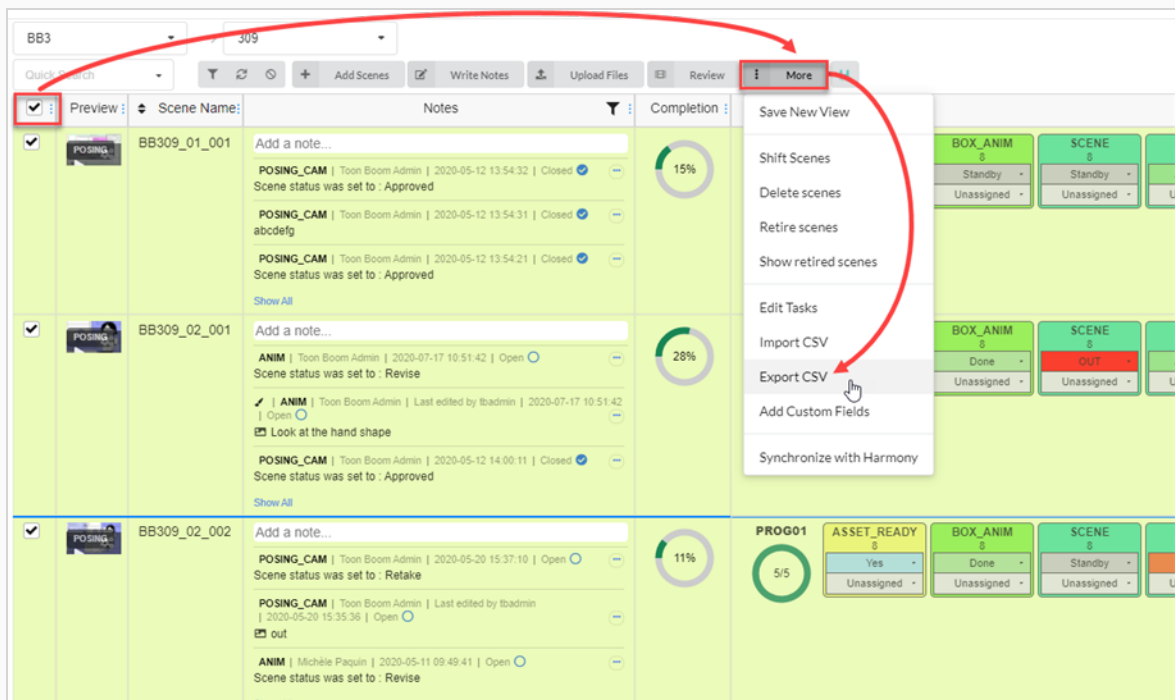 BB3
309
Quick Search
Add Scenes
Write Notes
Upload Files
Review
More
Preview
Scene Name
Notes
Completion
Save New View
Shift Scenes
Delete scenes
Retire scenes
Show retired scenes
Edit Tasks
Import CSV
Export CSV
Add Custom Fields
Synchronize with Harmony
POSING
BB309_01_001
Add a note...
POSING_CAM | Toon Boom Admin | 2020-05-12 13:54:32 | Closed
Scene status was set to : Approved
POSING_CAM | Toon Boom Admin | 2020-05-12 13:54:31 | Closed
abcdefg
POSING_CAM | Toon Boom Admin | 2020-05-12 13:54:21 | Closed
Scene status was set to : Approved
Show All
15%
BOX_ANIM
Standby
Unassigned
SCENE
Standby
Unassigned
POSING
BB309_02_001
Add a note...
ANIM | Toon Boom Admin | 2020-07-17 10:51:42 | Open
Scene status was set to : Revise
| ANIM | Toon Boom Admin | Last edited by tbadmin | 2020-07-17 10:51:42
| Open
Look at the hand shape
POSING_CAM | Toon Boom Admin | 2020-05-12 14:00:11 | Closed
Scene status was set to : Approved
Show All
28%
BOX_ANIM
Done
Unassigned
SCENE
OUT
Unassigned
POSING
BB309_02_002
Add a note...
POSING_CAM | Toon Boom Admin | 2020-05-20 15:37:10 | Open
Scene status was set to : Retake
POSING_CAM | Toon Boom Admin | Last edited by tbadmin
| 2020-05-20 15:35:36 | Open
out
ANIM | Michèle Paquin | 2020-05-11 09:49:41 | Open
Scene status was set to : Revise
11%
PROG01
5/5
ASSET_READY
8
Yes
Unassigned
BOX_ANIM
8
Done
Unassigned
SCENE
8
Standby
Unassigned